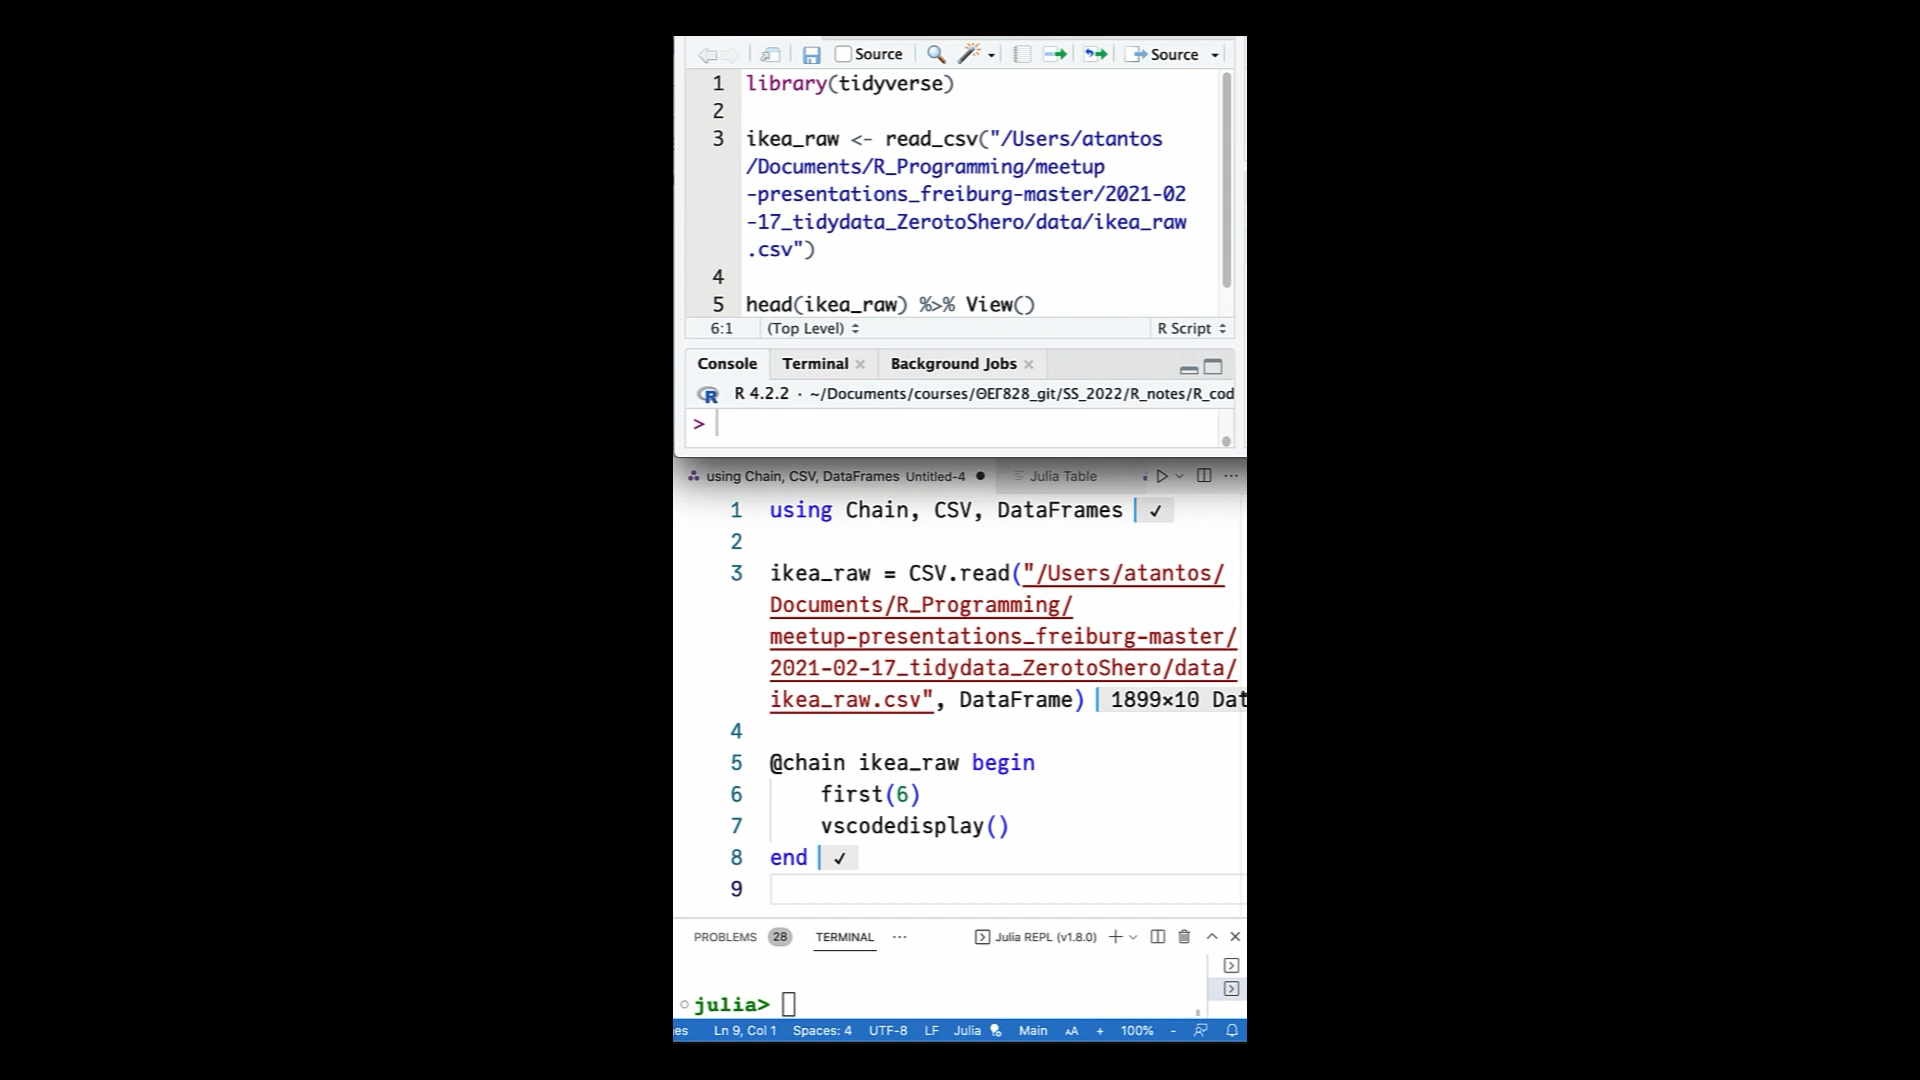 Source Source
1 library(tidyverse)
2
3 ikea_raw <- read_csv("/Users/atantos
/Documents/R_Programming/meetup
-presentations_freiburg-master/2021-02
-17_tidydata_ZerotoShero/data/ikea_raw
.csv")
4
5 head(ikea_raw) %>% View()
6:1 (Top Level) R Script
Console Terminal Background Jobs
R 4.2.2 · ~/Documents/courses/ΘΕΓ828_git/SS_2022/R_notes/R_cod
>
using Chain, CSV, DataFrames Untitled-4 Julia Table
1 using Chain, CSV, DataFrames ✓
2
3 ikea_raw = CSV.read("/Users/atantos/
Documents/R_Programming/
meetup-presentations_freiburg-master/
2021-02-17_tidydata_ZerotoShero/data/
ikea_raw.csv", DataFrame) 1899×10 Dat
4
5 @chain ikea_raw begin
6 first(6)
7 vscodedisplay()
8 end ✓
9
PROBLEMS 28 TERMINAL ··· Julia REPL (v1.8.0)
julia>
es Ln 9, Col 1 Spaces: 4 UTF-8 LF Julia Main AA + 100% -